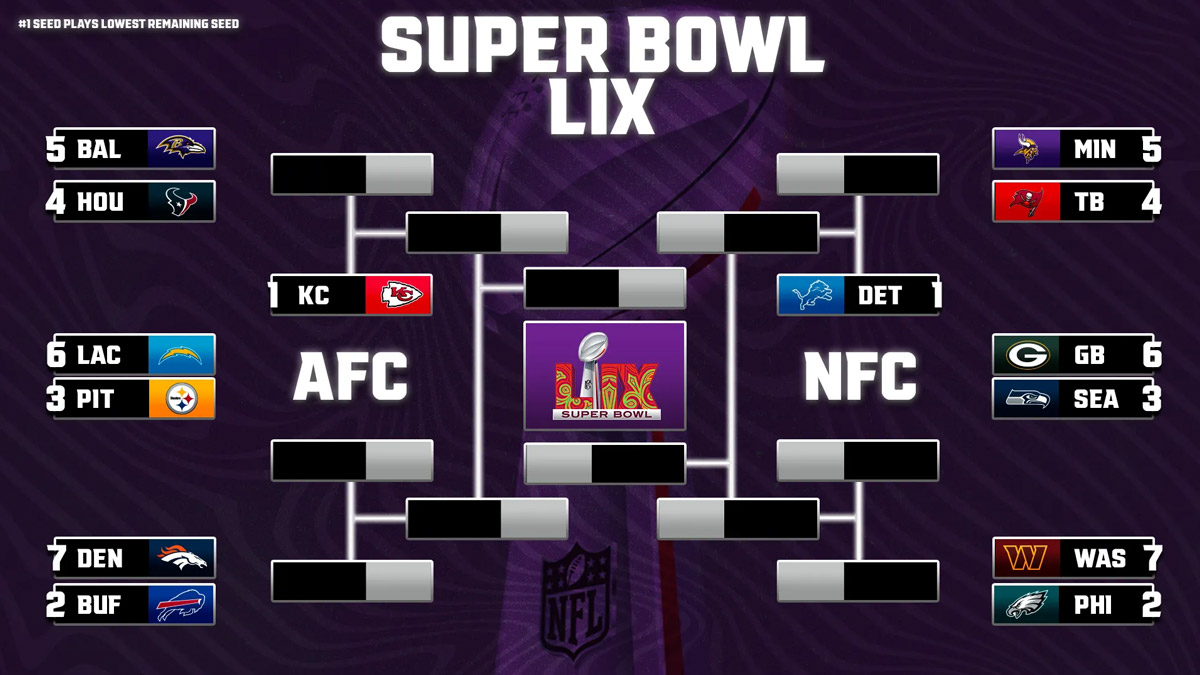 #1 SEED PLAYS LOWEST REMAINING SEED
SUPER BOWL
LIX
5 BAL
4 HOU
1 KC
6 LAC
3 PIT
7 DEN
2 BUF
AFC
LIX
SUPER BOWL
NFL
NFC
MIN 5
TB 4
DET 1
GB 6
SEA 3
WAS 7
PHI 2